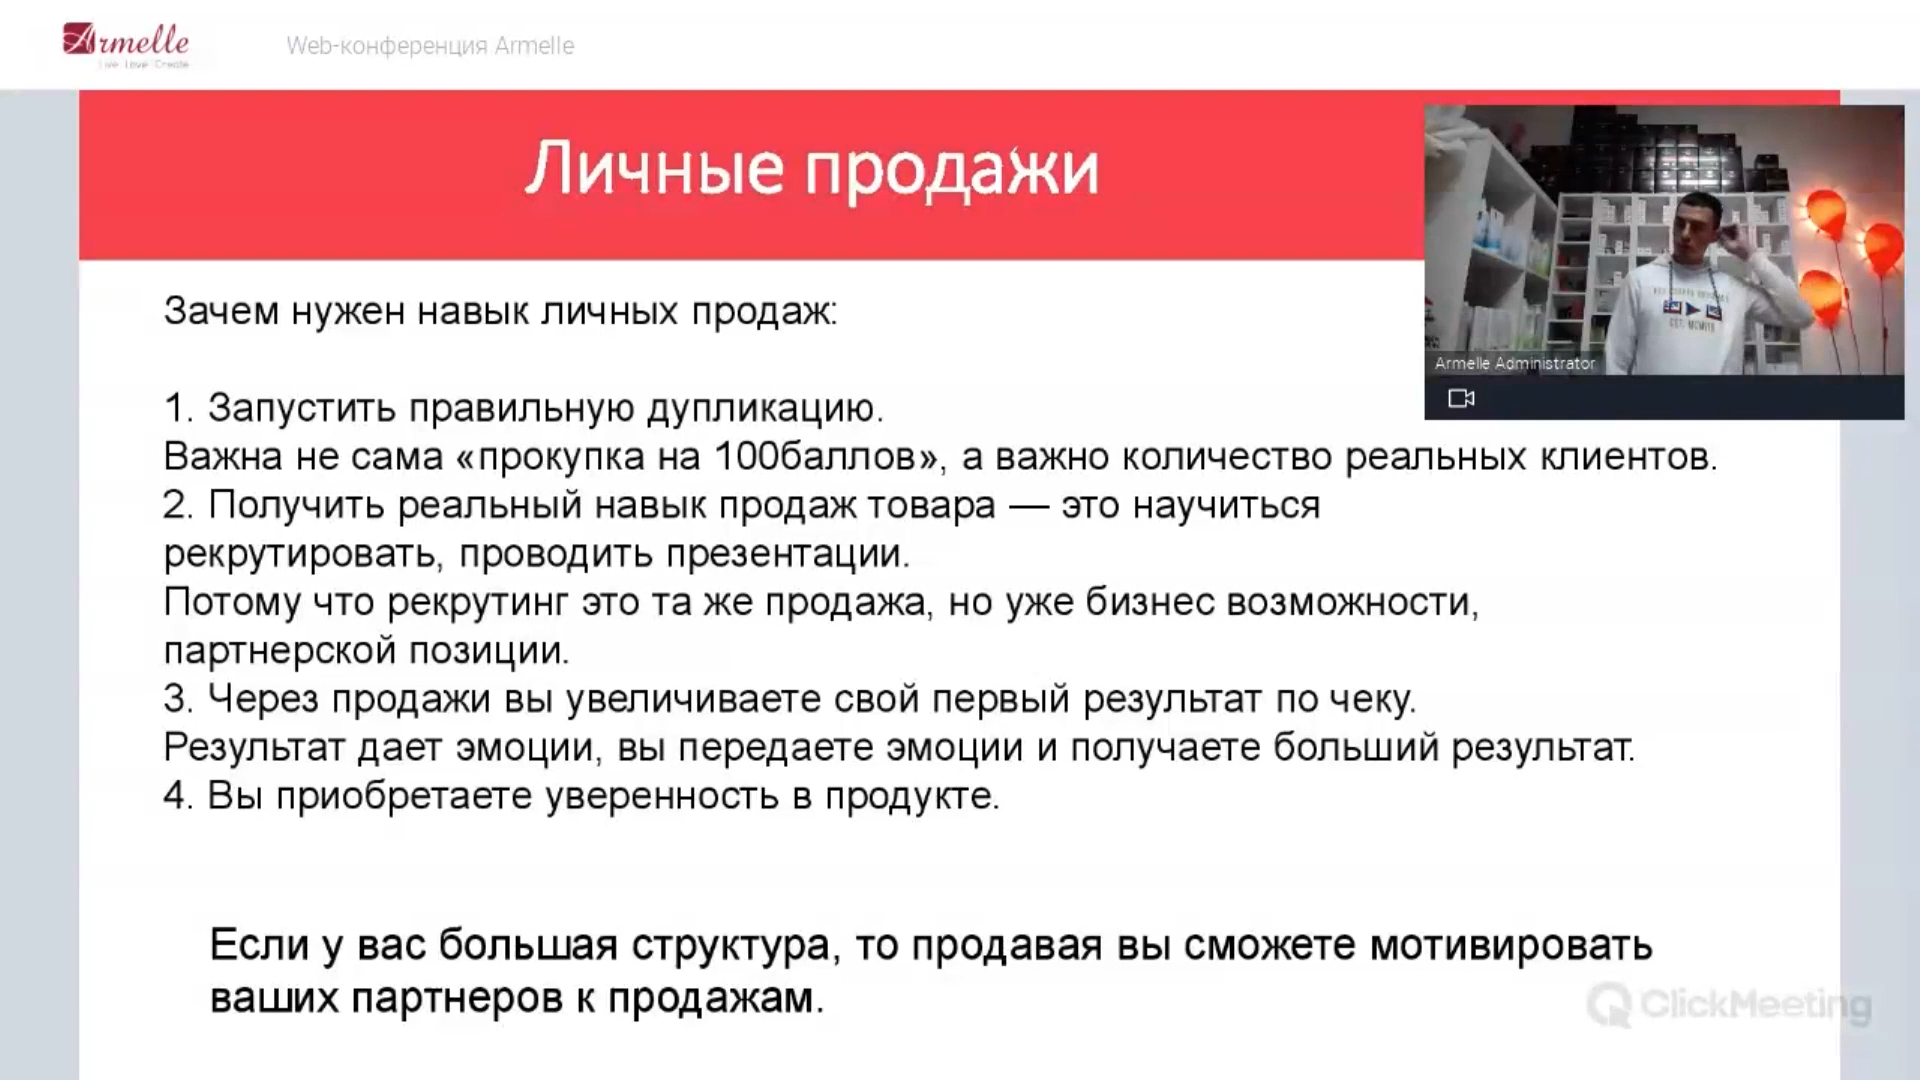 Armelle
Live Love Create
Web-конференция Armelle
Личные продажи
Armelle Administrator
Зачем нужен навык личных продаж:
1. Запустить правильную дупликацию.
Важна не сама «прокупка на 100баллов», а важно количество реальных клиентов.
2. Получить реальный навык продаж товара — это научиться
рекрутировать, проводить презентации.
Потому что рекрутинг это та же продажа, но уже бизнес возможности,
партнерской позиции.
3. Через продажи вы увеличиваете свой первый результат по чеку.
Результат дает эмоции, вы передаете эмоции и получаете больший результат.
4. Вы приобретаете уверенность в продукте.
Если у вас большая структура, то продавая вы сможете мотивировать
ваших партнеров к продажам.
ClickMeeting